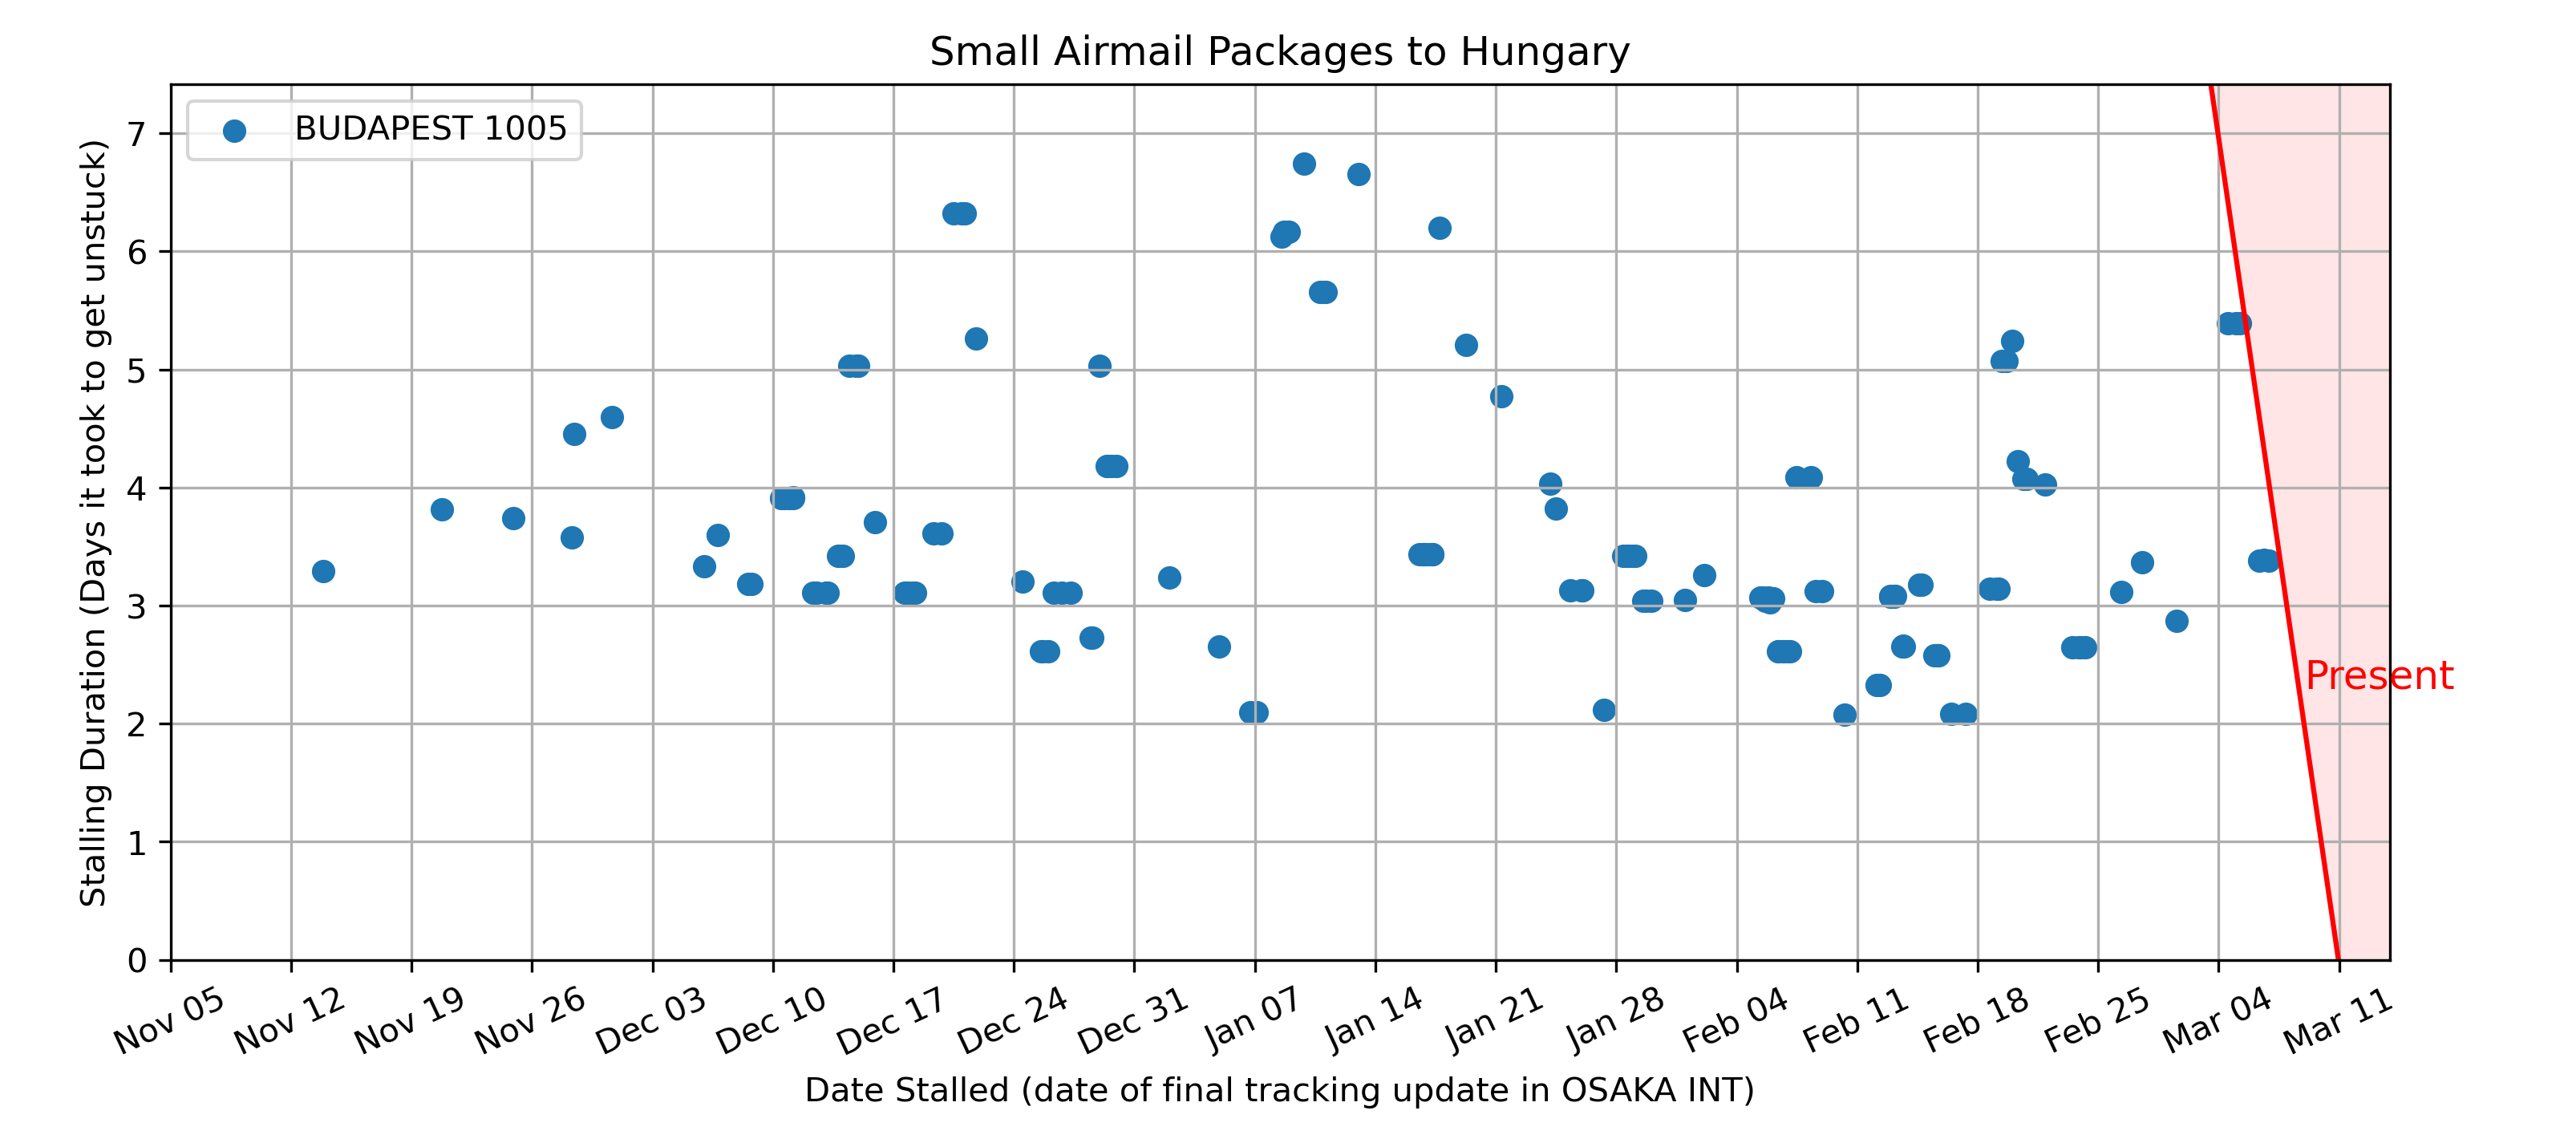 Small Airmail Packages to Hungary
BUDAPEST 1005
Stalling Duration (Days it took to get unstuck)
7
6
5
4
3
2
1
0
Present
Nov 05 Nov 12 Nov 19 Nov 26 Dec 03 Dec 10 Dec 17 Dec 24 Dec 31 Jan 07 Jan 14 Jan 21 Jan 28 Feb 04 Feb 11 Feb 18 Feb 25 Mar 04 Mar 11
Date Stalled (date of final tracking update in OSAKA INT)